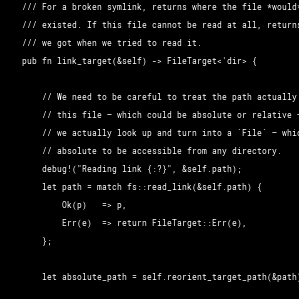 /// For a broken symlink, returns where the file *would*
/// existed. If this file cannot be read at all, returns
/// we got when we tried to read it.
pub fn link_target(&self) -> FileTarget<'dir> {
// We need to be careful to treat the path actually
// this file — which could be absolute or relative —
// we actually look up and turn into a `File` — which
// absolute to be accessible from any directory.
debug!("Reading link {:?}", &self.path);
let path = match fs::read_link(&self.path) {
Ok(p)   => p,
Err(e)  => return FileTarget::Err(e),
};
let absolute_path = self.reorient_target_path(&path)